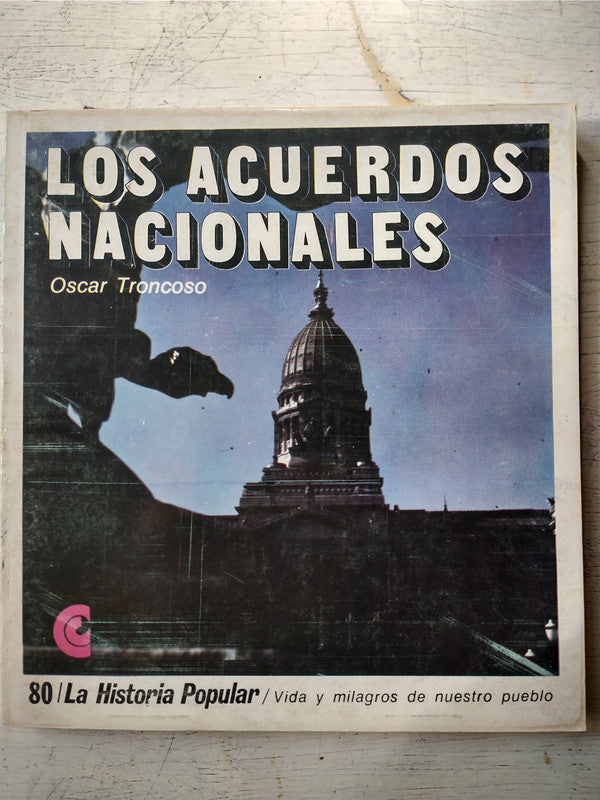 LOS ACUERDOS
NACIONALES
Oscar Troncoso
80 / La Historia Popular / Vida y milagros de nuestro pueblo